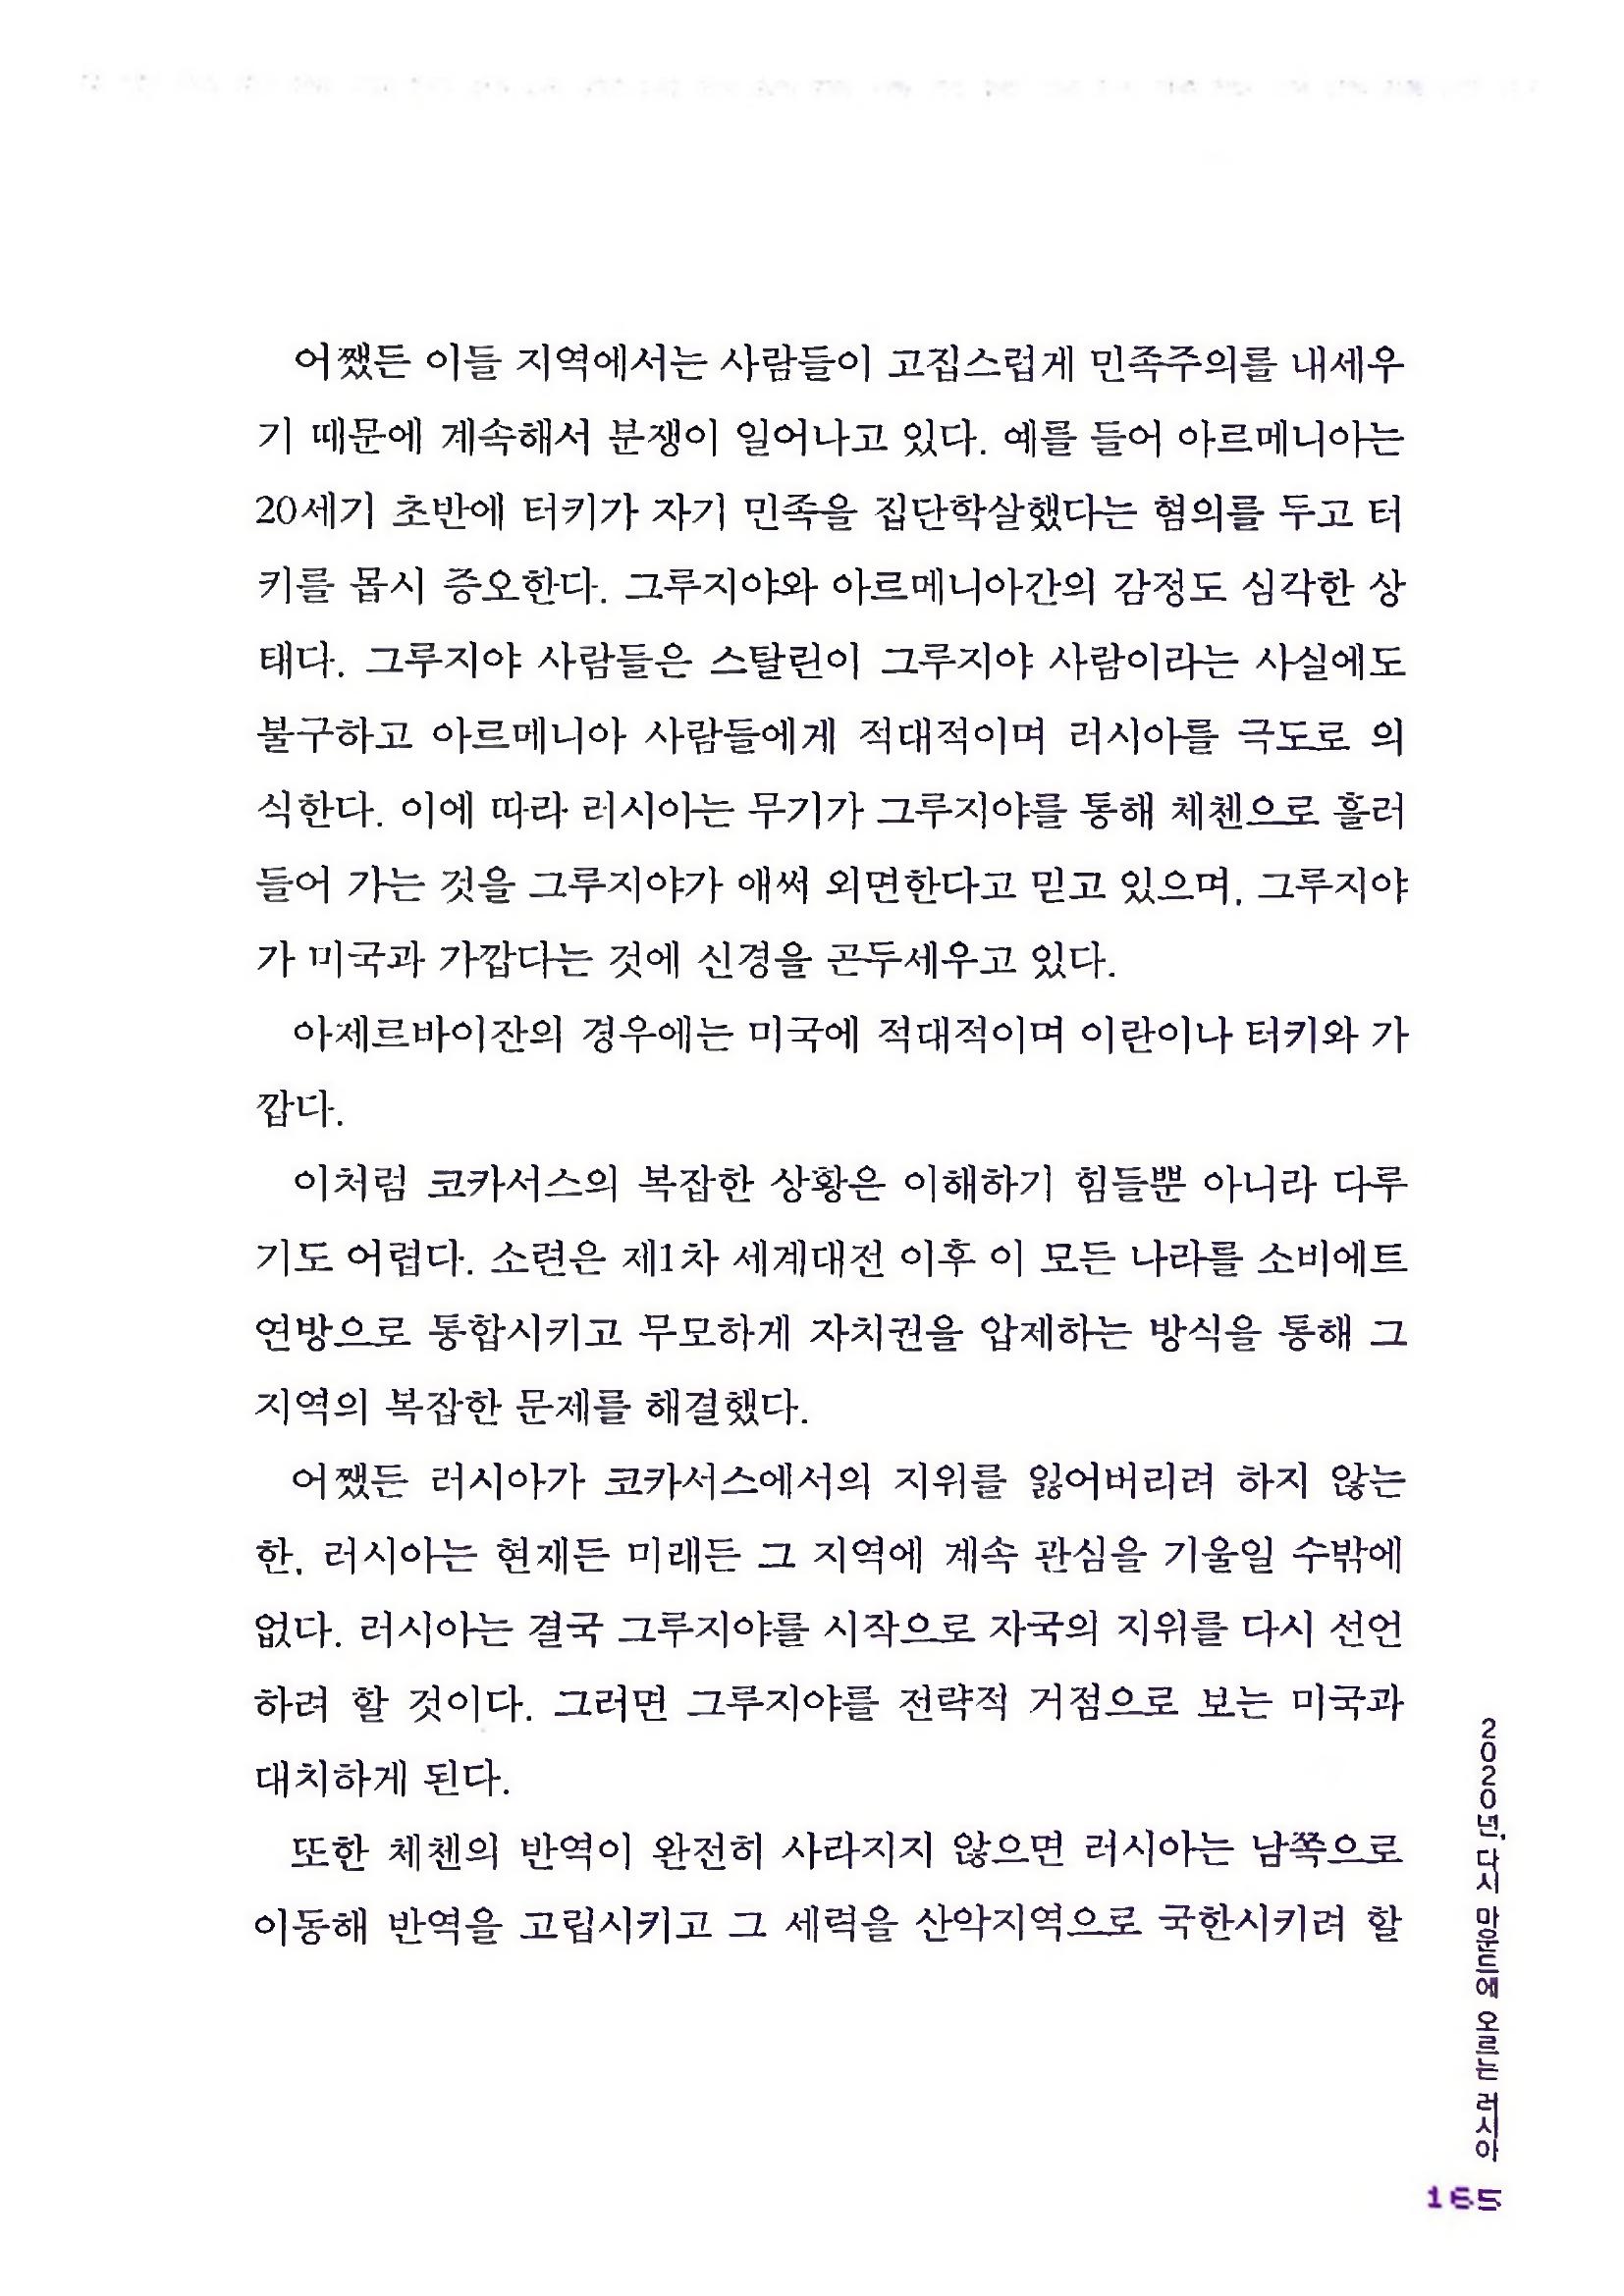 어쨌든 이들 지역에서는 사람들이 고집스럽게 민족주의를 내세우
기 때문에 계속해서 분쟁이 일어나고 있다. 예를 들어 아르메니아는
20세기 초반에 터키가 자기 민족을 집단학살했다는 혐의를 두고 터
키를 몹시 증오한다. 그루지야와 아르메니아간의 감정도 심각한 상
태다. 그루지야 사람들은 스탈린이 그루지야 사람이라는 사실에도
불구하고 아르메니아 사람들에게 적대적이며 러시아를 극도로 의
식한다. 이에 따라 러시아는 무기가 그루지야를 통해 체첸으로 흘러
들어 가는 것을 그루지야가 애써 외면한다고 믿고 있으며, 그루지야
가 미국과 가깝다는 것에 신경을 곤두세우고 있다.
아제르바이잔의 경우에는 미국에 적대적이며 이란이나 터키와 가
깝다.
이처럼 코카서스의 복잡한 상황은 이해하기 힘들뿐 아니라 다루
기도 어렵다. 소련은 제1차 세계대전 이후 이 모든 나라를 소비에트
연방으로 통합시키고 무모하게 자치권을 압제하는 방식을 통해 그
지역의 복잡한 문제를 해결했다.
어쨌든 러시아가 코카서스에서의 지위를 잃어버리려 하지 않는
한, 러시아는 현재든 미래든 그 지역에 계속 관심을 기울일 수밖에
없다. 러시아는 결국 그루지야를 시작으로 자국의 지위를 다시 선언
하려 할 것이다. 그러면 그루지야를 전략적 거점으로 보는 미국과
대치하게 된다.
또한 체첸의 반역이 완전히 사라지지 않으면 러시아는 남쪽으로
이동해 반역을 고립시키고 그 세력을 산악지역으로 국한시키려 할
2020년, 다시 마운드에 오르는 러시아
165